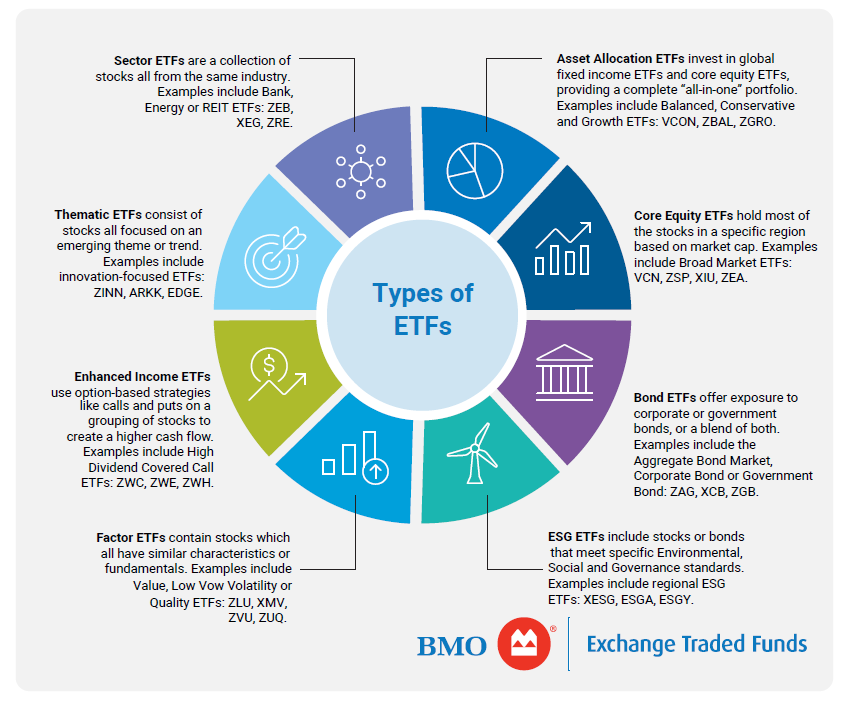 Sector ETFs are a collection of
stocks all from the same industry.
Examples include Bank,
Energy or REIT ETFs: ZEB,
XEG, ZRE.
Asset Allocation ETFs invest in global
fixed income ETFs and core equity ETFs,
providing a complete “all-in-one” portfolio.
Examples include Balanced, Conservative
and Growth ETFs: VCON, ZBAL, ZGRO.
Thematic ETFs consist of
stocks all focused on an
emerging theme or trend.
Examples include
innovation-focused ETFs:
ZINN, ARKK, EDGE.
Core Equity ETFs hold most of
the stocks in a specific region
based on market cap. Examples
include Broad Market ETFs:
VCN, ZSP, XIU, ZEA.
Types of
ETFs
Enhanced Income ETFs
use option-based strategies
like calls and puts on a
grouping of stocks to
create a higher cash flow.
Examples include High
Dividend Covered Call
ETFs: ZWC, ZWE, ZWH.
$
Bond ETFs offer exposure to
corporate or government
bonds, or a blend of both.
Examples include the
Aggregate Bond Market,
Corporate Bond or Government
Bond: ZAG, XCB, ZGB.
Factor ETFs contain stocks which
all have similar characteristics or
fundamentals. Examples include
Value, Low Vow Volatility or
Quality ETFs: ZLU, XMV,
ZVU, ZUQ.
ESG ETFs include stocks or bonds
that meet specific Environmental,
Social and Governance standards.
Examples include regional ESG
ETFs: XESG, ESGA, ESGY.
BMO ® Exchange Traded Funds